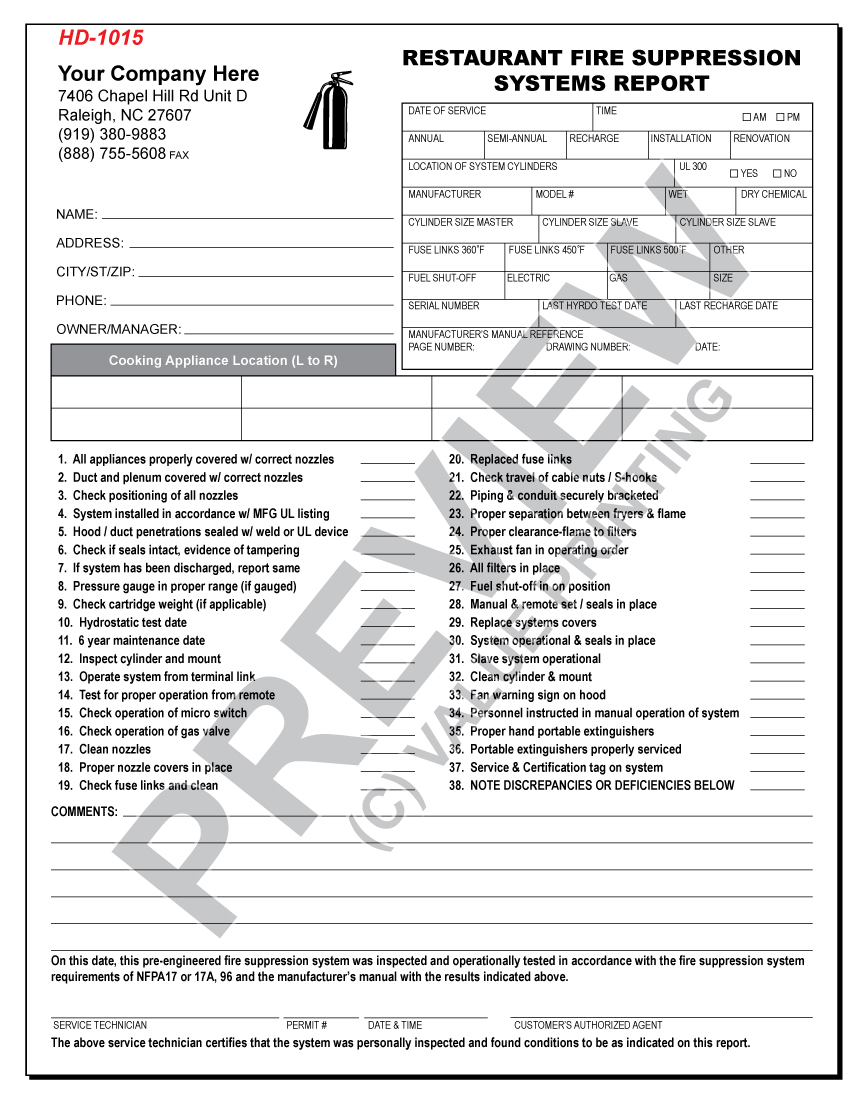 HD-1015
Your Company Here
7406 Chapel Hill Rd Unit D
Raleigh, NC 27607
(919) 380-9883
(888) 755-5608 FAX
NAME:
ADDRESS:
CITY/ST/ZIP:
PHONE:
OWNER/MANAGER:
RESTAURANT FIRE SUPPRESSION
SYSTEMS REPORT
DATE OF SERVICE TIME AM PM
ANNUAL SEMI-ANNUAL RECHARGE INSTALLATION RENOVATION
LOCATION OF SYSTEM CYLINDERS UL 300 YES NO
MANUFACTURER MODEL # WET DRY CHEMICAL
CYLINDER SIZE MASTER CYLINDER SIZE SLAVE CYLINDER SIZE SLAVE
FUSE LINKS 360°F FUSE LINKS 450°F FUSE LINKS 500°F OTHER
FUEL SHUT-OFF ELECTRIC GAS SIZE
SERIAL NUMBER LAST HYRDO TEST DATE LAST RECHARGE DATE
MANUFACTURER'S MANUAL REFERENCE
PAGE NUMBER: DRAWING NUMBER: DATE:
Cooking Appliance Location (L to R)
1. All appliances properly covered w/ correct nozzles
2. Duct and plenum covered w/ correct nozzles
3. Check positioning of all nozzles
4. System installed in accordance w/ MFG UL listing
5. Hood / duct penetrations sealed w/ weld or UL device
6. Check if seals intact, evidence of tampering
7. If system has been discharged, report same
8. Pressure gauge in proper range (if gauged)
9. Check cartridge weight (if applicable)
10. Hydrostatic test date
11. 6 year maintenance date
12. Inspect cylinder and mount
13. Operate system from terminal link
14. Test for proper operation from remote
15. Check operation of micro switch
16. Check operation of gas valve
17. Clean nozzles
18. Proper nozzle covers in place
19. Check fuse links and clean
20. Replaced fuse links
21. Check travel of cable nuts / S-hooks
22. Piping & conduit securely bracketed
23. Proper separation between fryers & flame
24. Proper clearance-flame to filters
25. Exhaust fan in operating order
26. All filters in place
27. Fuel shut-off in on position
28. Manual & remote set / seals in place
29. Replace systems covers
30. System operational & seals in place
31. Slave system operational
32. Clean cylinder & mount
33. Fan warning sign on hood
34. Personnel instructed in manual operation of system
35. Proper hand portable extinguishers
36. Portable extinguishers properly serviced
37. Service & Certification tag on system
38. NOTE DISCREPANCIES OR DEFICIENCIES BELOW
COMMENTS:
On this date, this pre-engineered fire suppression system was inspected and operationally tested in accordance with the fire suppression system
requirements of NFPA17 or 17A, 96 and the manufacturer's manual with the results indicated above.
SERVICE TECHNICIAN PERMIT # DATE & TIME CUSTOMER'S AUTHORIZED AGENT
The above service technician certifies that the system was personally inspected and found conditions to be as indicated on this report.
PREVIEW
(C) VALUE PRINTING